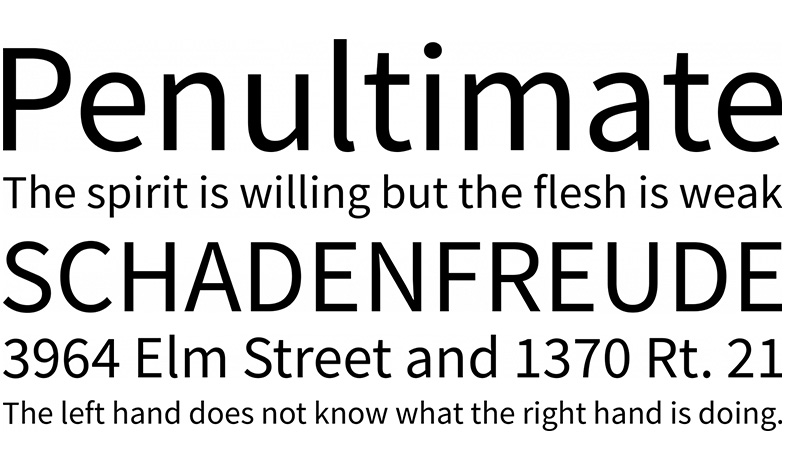 Penultimate
The spirit is willing but the flesh is weak
SCHADENFREUDE
3964 Elm Street and 1370 Rt. 21
The left hand does not know what the right hand is doing.